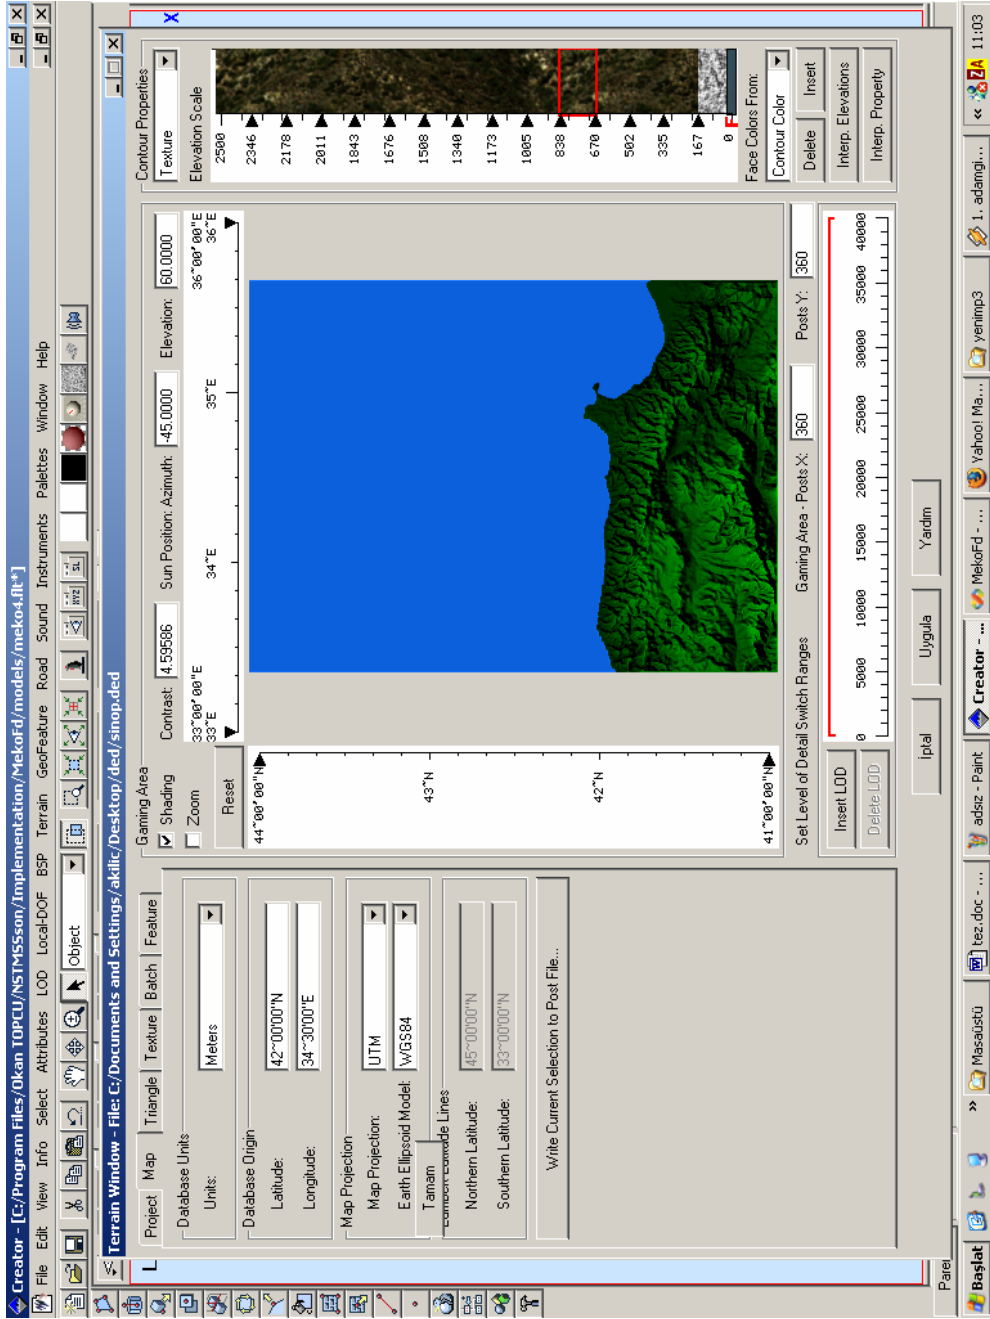 Creator - [C:/Program Files/Okan TOPCU/NSTMSSson/Implementation/MekoFd/models/meko4.flt*]
File Edit View Info Select Attributes LOD Local-DOF BSP Terrain GeoFeature Road Sound Instruments Palettes Window Help
Object
XYZ
SL
Terrain Window - File: C:/Documents and Settings/akilic/Desktop/ded/sinop.ded
Project Map Triangle Texture Batch Feature
Database Units
Units: Meters
Database Origin
Latitude: 42~00'00"N
Longitude: 34~30'00"E
Map Projection
Map Projection: UTM
Earth Ellipsoid Model: WGS84
Tamam
Northern Latitude: 45~00'00"N
Southern Latitude: 33~00'00"N
Write Current Selection to Post File...
Gaming Area
Shading Contrast: 4.59586 Sun Position: Azimuth: -45.0000 Elevation: 60.0000
Zoom
Reset
33~00'00"E 36~00'00"E
33~E 34~E 35~E 36~E
44~00'00"N
43~N
42~N
41~00'00"N
41~N
Set Level of Detail Switch Ranges Gaming Area - Posts X: 360 Posts Y: 360
Insert LOD
Delete LOD
0 5000 10000 15000 20000 25000 30000 35000 40000
İptal Uygula Yardım
Contour Properties
Texture
Elevation Scale
2500
2346
2178
2011
1843
1676
1508
1340
1173
1005
838
670
502
335
167
0
Face Colors From:
Contour Color
Delete Insert
Interp. Elevations
Interp. Property
Parei
Başlat » Masaüstü tez.doc - ... adsız - Paint Creator - ... MekoFd - ... Yahoo! Ma... yenimp3 1. adamgi... « ZA 11:03